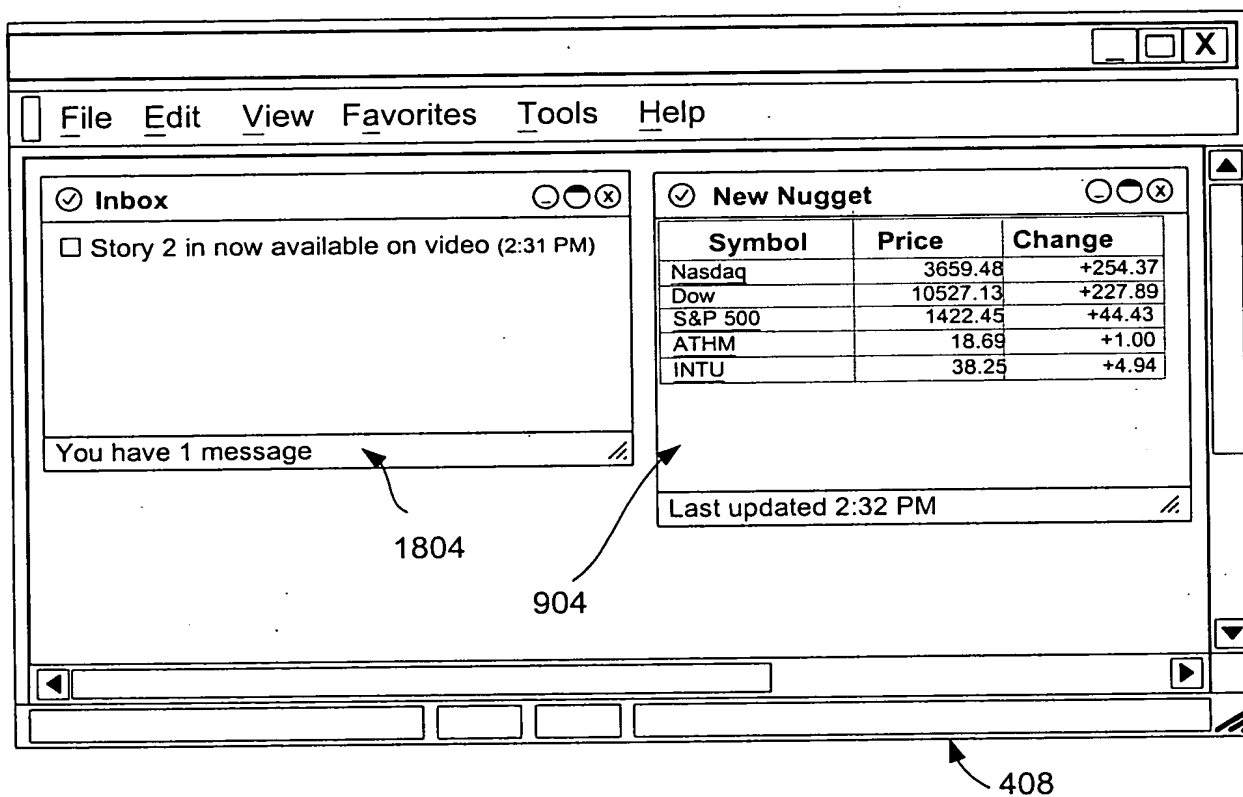 X
File Edit View Favorites Tools Help
Inbox
Story 2 in now available on video (2:31 PM)
You have 1 message
New Nugget
Symbol Price Change
Nasdaq 3659.48 +254.37
Dow 10527.13 +227.89
S&P 500 1422.45 +44.43
ATHM 18.69 +1.00
INTU 38.25 +4.94
Last updated 2:32 PM
1804
904
408